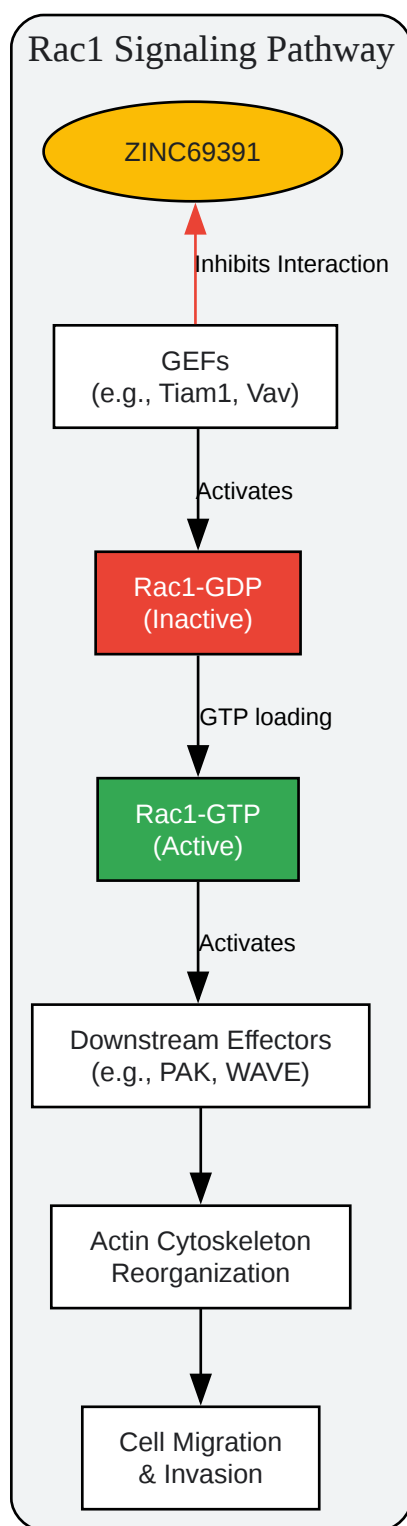 Rac1 Signaling Pathway
ZINC69391
Inhibits Interaction
GEFs
(e.g., Tiam1, Vav)
Activates
Rac1-GDP
(Inactive)
GTP loading
Rac1-GTP
(Active)
Activates
Downstream Effectors
(e.g., PAK, WAVE)
Actin Cytoskeleton
Reorganization
Cell Migration
& Invasion